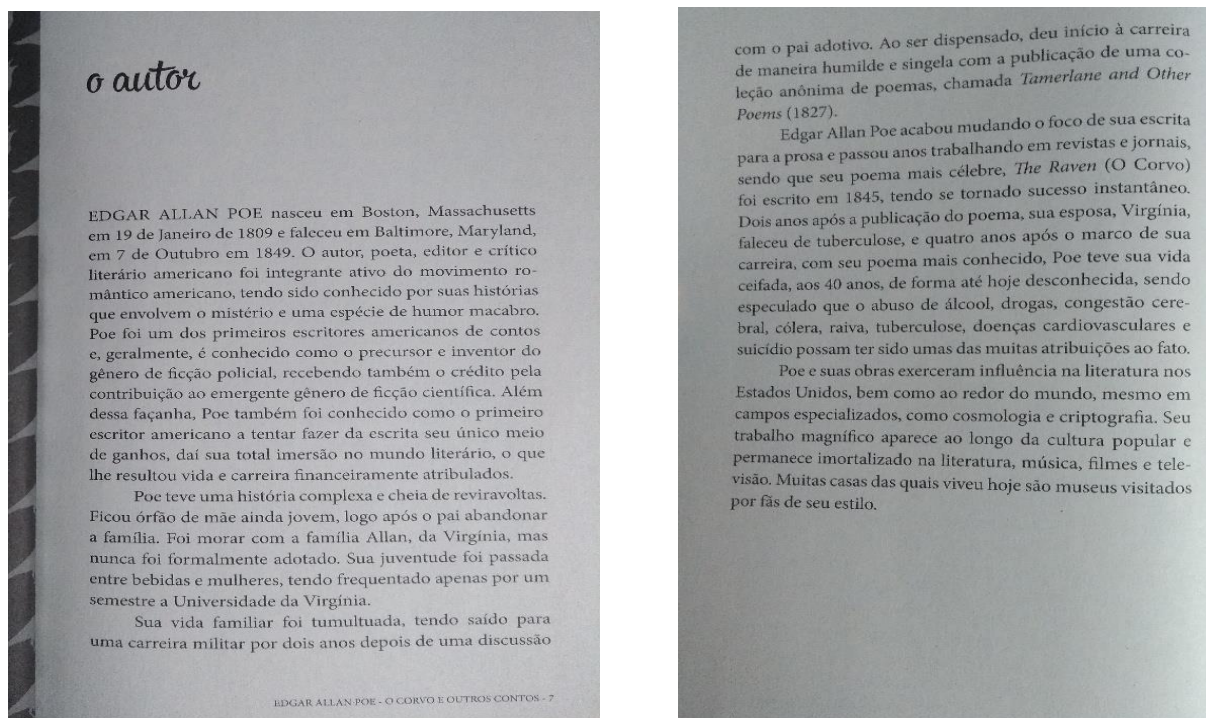 o autor
EDGAR ALLAN POE nasceu em Boston, Massachusetts
em 19 de Janeiro de 1809 e faleceu em Baltimore, Maryland,
em 7 de Outubro em 1849. O autor, poeta, editor e crítico
literário americano foi integrante ativo do movimento ro-
mântico americano, tendo sido conhecido por suas histórias
que envolvem o mistério e uma espécie de humor macabro.
Poe foi um dos primeiros escritores americanos de contos
e, geralmente, é conhecido como o precursor e inventor do
gênero de ficção policial, recebendo também o crédito pela
contribuição ao emergente gênero de ficção científica. Além
dessa façanha, Poe também foi conhecido como o primeiro
escritor americano a tentar fazer da escrita seu único meio
de ganhos, daí sua total imersão no mundo literário, o que
lhe resultou vida e carreira financeiramente atribulados.
Poe teve uma história complexa e cheia de reviravoltas.
Ficou órfão de mãe ainda jovem, logo após o pai abandonar
a família. Foi morar com a família Allan, da Virgínia, mas
nunca foi formalmente adotado. Sua juventude foi passada
entre bebidas e mulheres, tendo frequentado apenas por um
semestre a Universidade da Virgínia.
Sua vida familiar foi tumultuada, tendo saído para
uma carreira militar por dois anos depois de uma discussão
EDGAR ALLAN POE - O CORVO E OUTROS CONTOS - 7
com o pai adotivo. Ao ser dispensado, deu início à carreira
de maneira humilde e singela com a publicação de uma co-
leção anônima de poemas, chamada Tamerlane and Other
Poems (1827).
Edgar Allan Poe acabou mudando o foco de sua escrita
para a prosa e passou anos trabalhando em revistas e jornais,
sendo que seu poema mais célebre, The Raven (O Corvo)
foi escrito em 1845, tendo se tornado sucesso instantâneo.
Dois anos após a publicação do poema, sua esposa, Virgínia,
faleceu de tuberculose, e quatro anos após o marco de sua
carreira, com seu poema mais conhecido, Poe teve sua vida
ceifada, aos 40 anos, de forma até hoje desconhecida, sendo
especulado que o abuso de álcool, drogas, congestão cere-
bral, cólera, raiva, tuberculose, doenças cardiovasculares e
suicídio possam ter sido umas das muitas atribuições ao fato.
Poe e suas obras exerceram influência na literatura nos
Estados Unidos, bem como ao redor do mundo, mesmo em
campos especializados, como cosmologia e criptografia. Seu
trabalho magnífico aparece ao longo da cultura popular e
permanece imortalizado na literatura, música, filmes e tele-
visão. Muitas casas das quais viveu hoje são museus visitados
por fãs de seu estilo.